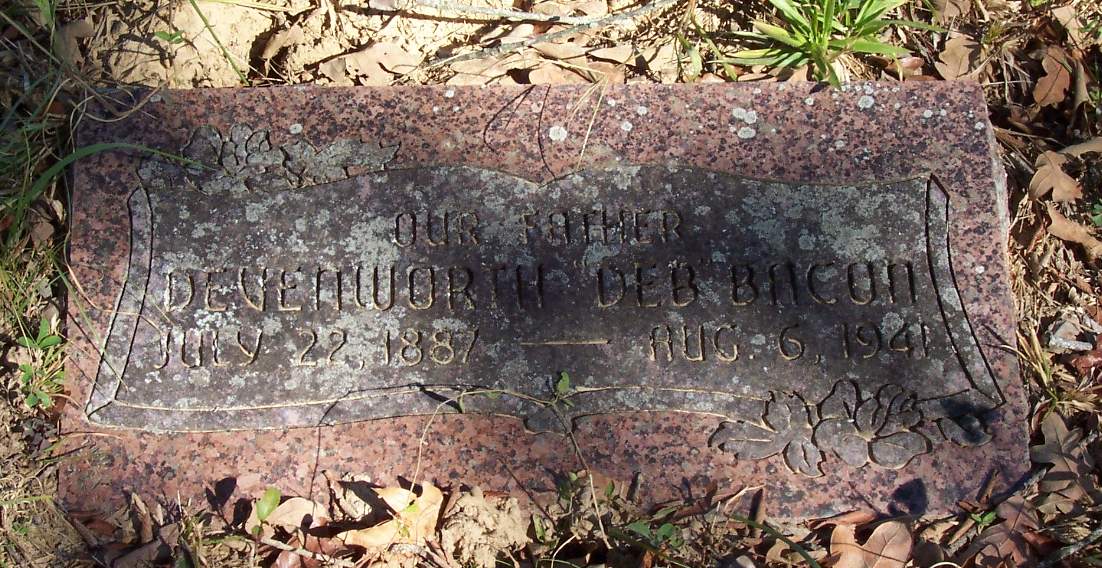 OUR FATHER
DEVENWORTH "DEB" BACON
JULY 22, 1887 — AUG. 6, 1941